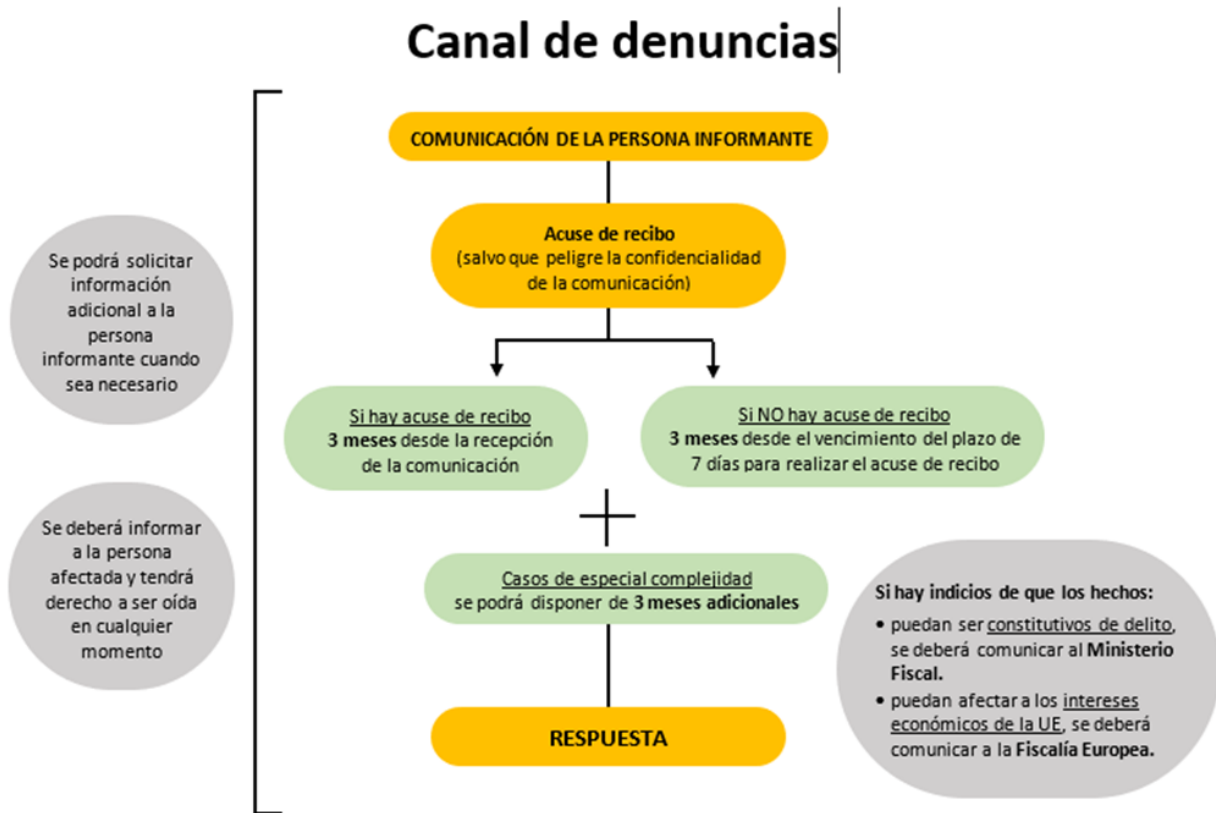 Canal de denuncias
COMUNICACIÓN DE LA PERSONA INFORMANTE
Acuse de recibo
(salvo que peligre la confidencialidad
de la comunicación)
Se podrá solicitar
información
adicional a la
persona
informante cuando
sea necesario
Si hay acuse de recibo
3 meses desde la recepción
de la comunicación
Si NO hay acuse de recibo
3 meses desde el vencimiento del plazo de
7 días para realizar el acuse de recibo
Se deberá informar
a la persona
afectada y tendrá
derecho a ser oída
en cualquier
momento
Casos de especial complejidad
se podrá disponer de 3 meses adicionales
Si hay indicios de que los hechos:
• puedan ser constitutivos de delito,
se deberá comunicar al Ministerio
Fiscal.
• puedan afectar a los intereses
económicos de la UE, se deberá
comunicar a la Fiscalía Europea.
RESPUESTA